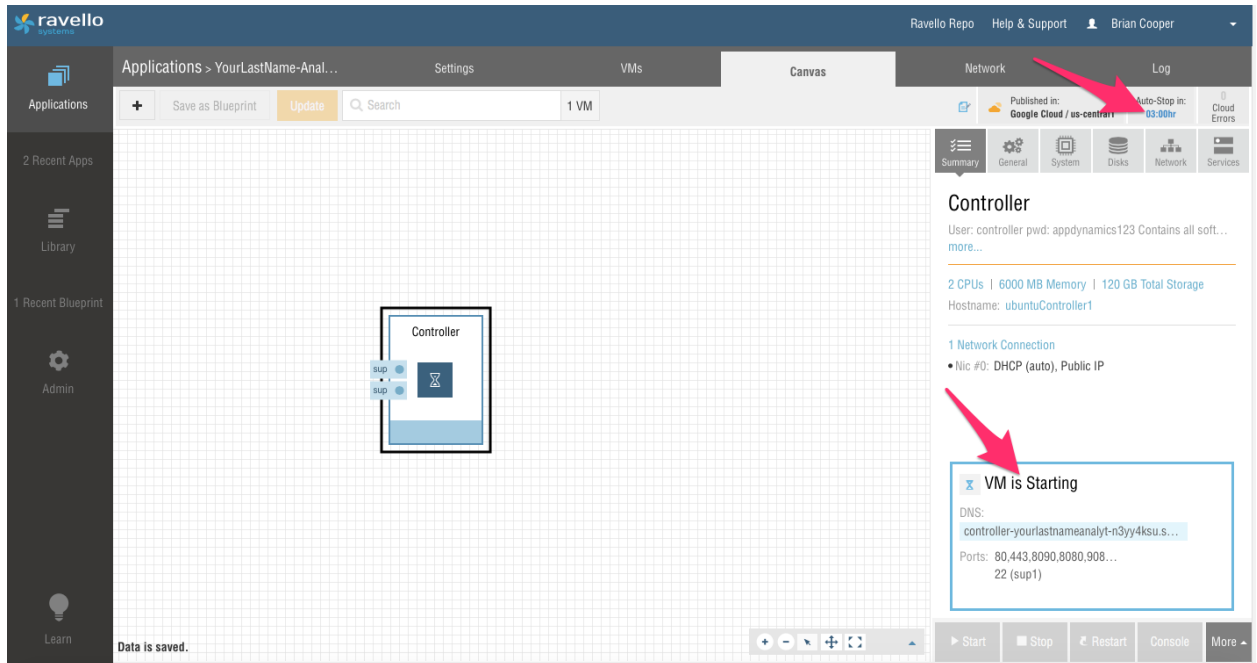 ravello
systems
Ravello Repo Help & Support Brian Cooper
Applications > YourLastName-Anal...
Settings
VMs
Canvas
Network
Log
Applications
+ Save as Blueprint Update Search 1 VM
Published in:
Google Cloud / us-central1
Auto-Stop in:
03:00hr
0
Cloud
Errors
2 Recent Apps
Library
1 Recent Blueprint
Admin
Learn
Summary General System Disks Network Services
Controller
User: controller pwd: appdynamics123 Contains all soft...
more...
2 CPUs | 6000 MB Memory | 120 GB Total Storage
Hostname: ubuntuController1
1 Network Connection
• Nic #0: DHCP (auto), Public IP
Controller
sup
sup
VM is Starting
DNS:
controller-yourlastnameanalyt-n3yy4ksu.s...
Ports: 80,443,8090,8080,908...
22 (sup1)
Data is saved.
Start Stop Restart Console More